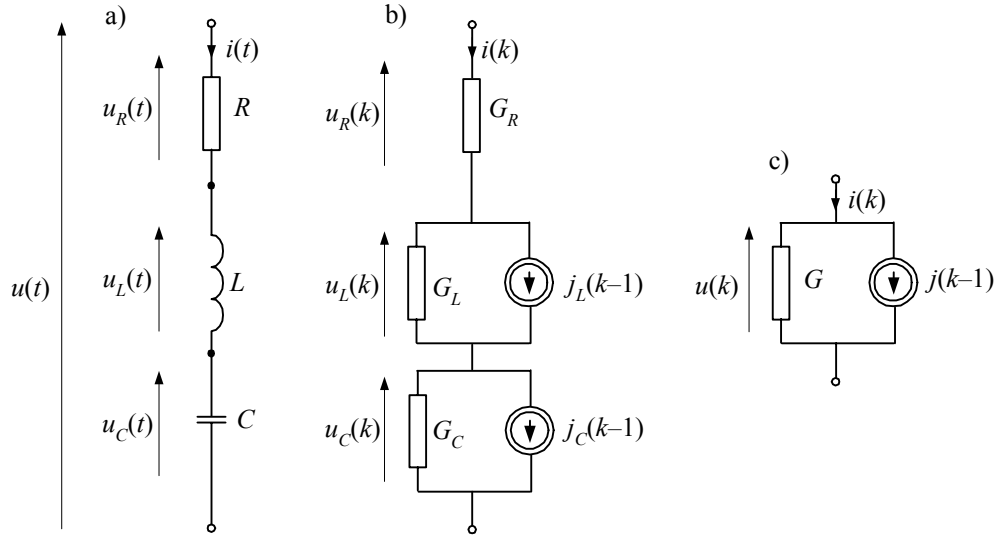 a)
i(t)
u_R(t)
R
u(t)
u_L(t)
L
u_C(t)
C
b)
i(k)
u_R(k)
G_R
u_L(k)
G_L
j_L(k–1)
u_C(k)
G_C
j_C(k–1)
c)
i(k)
u(k)
G
j(k–1)